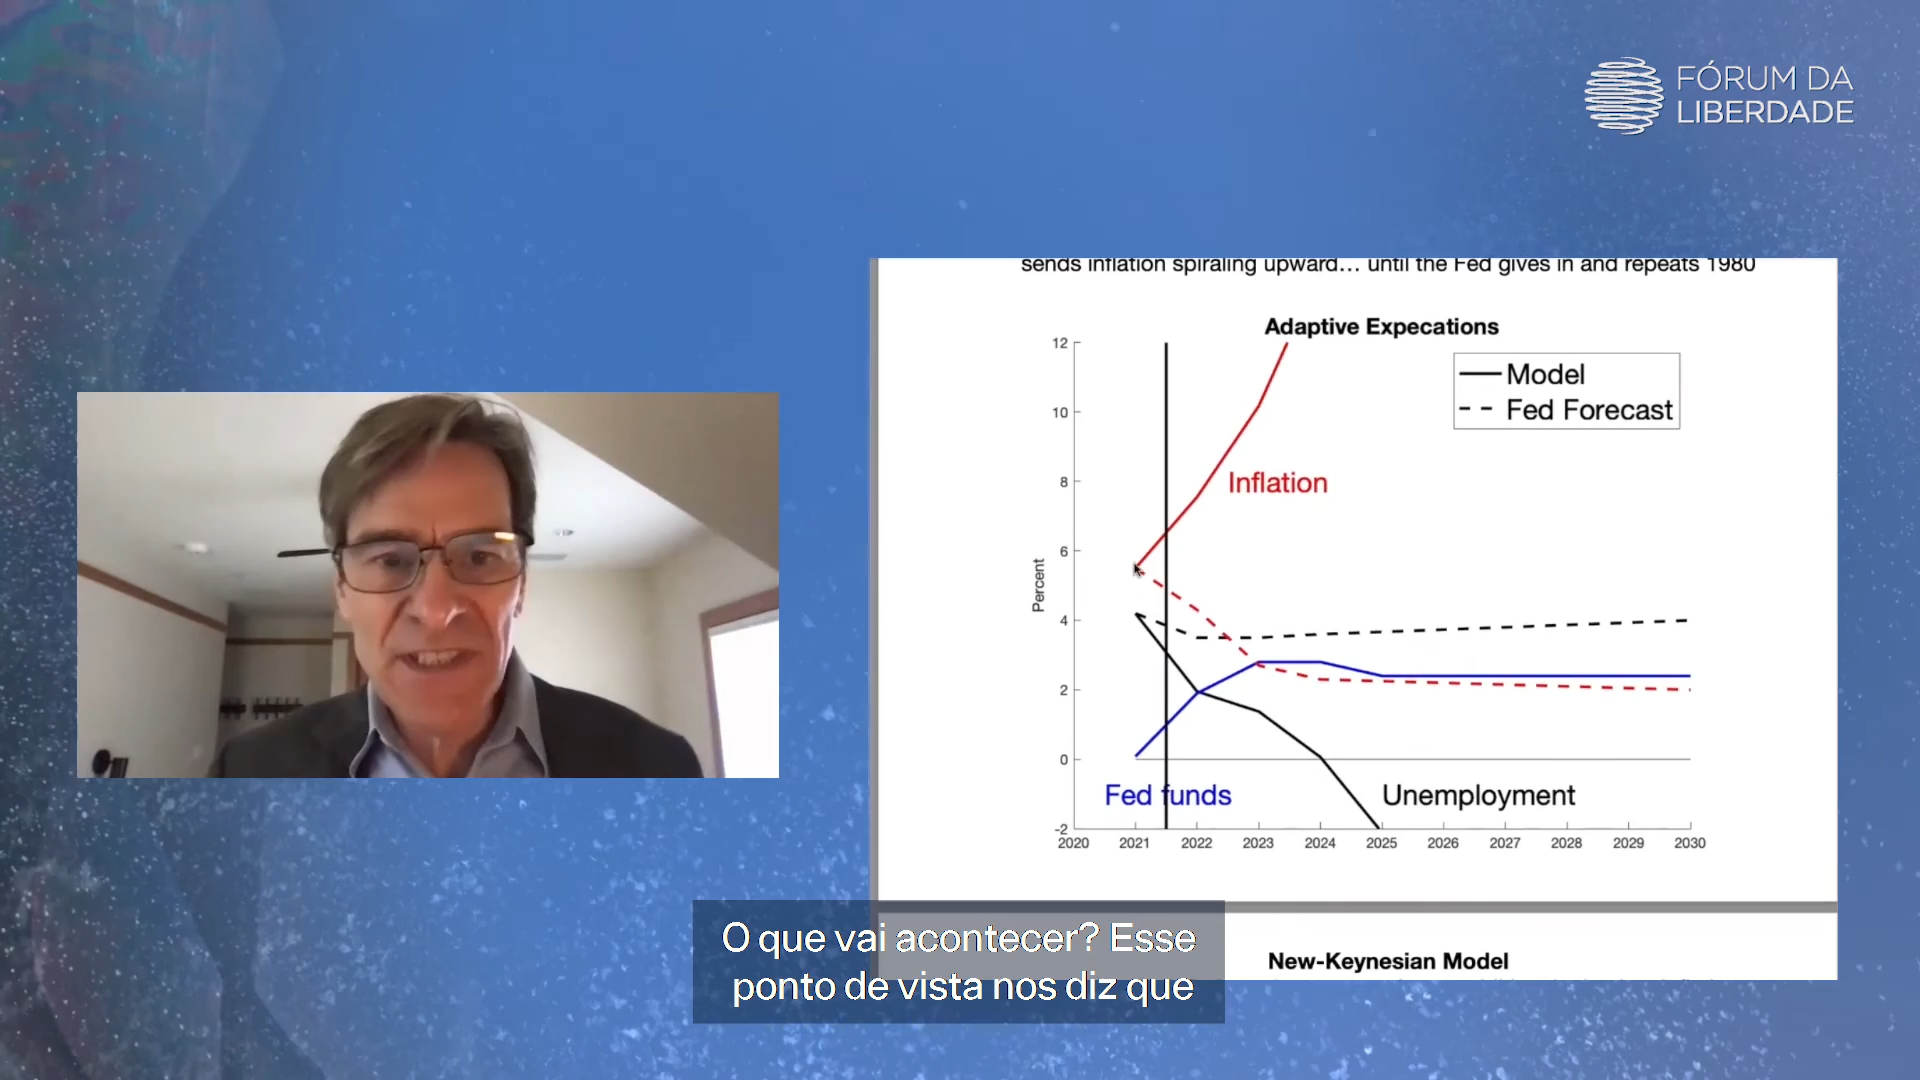 FÓRUM DA
LIBERDADE
sends inflation spiraling upward... until the Fed gives in and repeats 1980
Adaptive Expecations
12
10
8
6
4
2
0
-2
Percent
Model
Fed Forecast
Inflation
Fed funds
Unemployment
2020 2021 2022 2023 2024 2025 2026 2027 2028 2029 2030
New-Keynesian Model
O que vai acontecer? Esse
ponto de vista nos diz que